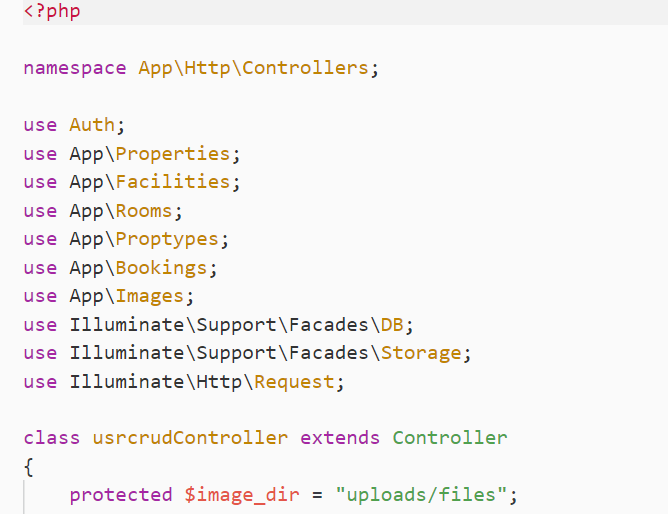 <?php
namespace App\Http\Controllers;
use Auth;
use App\Properties;
use App\Facilities;
use App\Rooms;
use App\Proptypes;
use App\Bookings;
use App\Images;
use Illuminate\Support\Facades\DB;
use Illuminate\Support\Facades\Storage;
use Illuminate\Http\Request;
class usrcrudController extends Controller
{
protected $image_dir = "uploads/files";